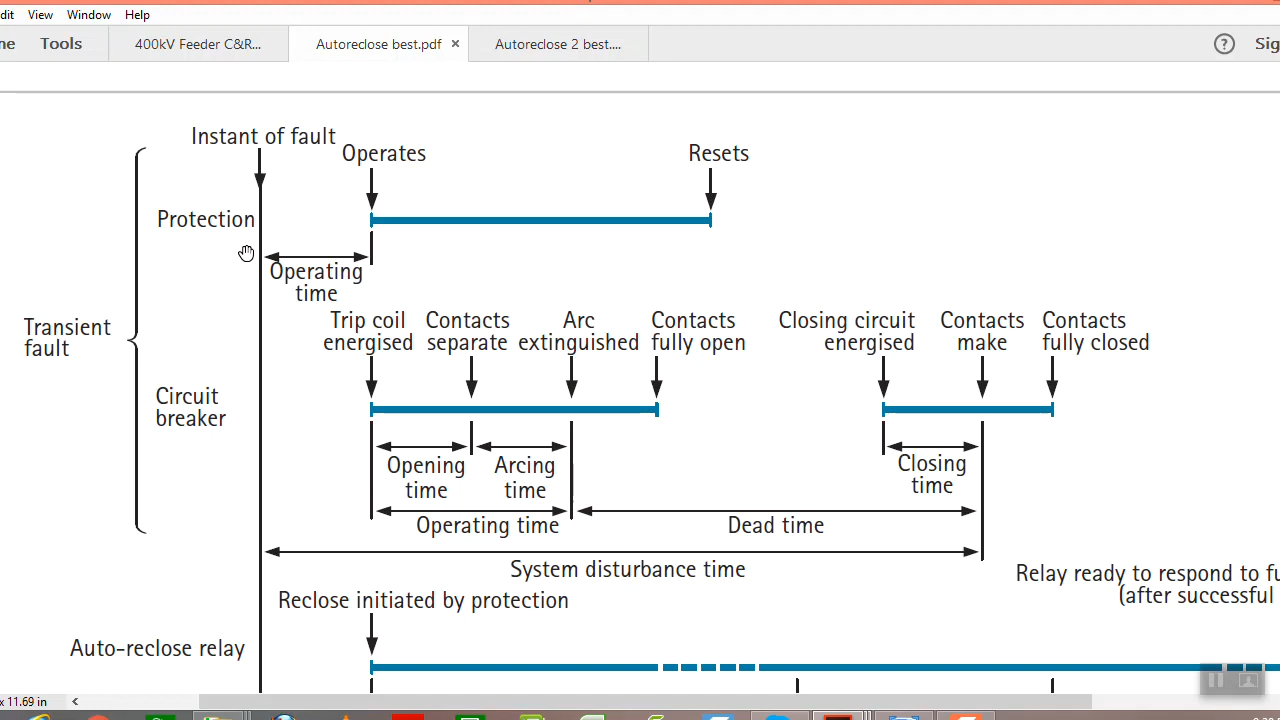 dit View Window Help
ne Tools 400kV Feeder C&R... Autoreclose best.pdf × Autoreclose 2 best.... ? Sig
Instant of fault
Operates Resets
Protection
Operating
time
Transient
fault
Trip coil
energised
Contacts
separate
Arc
extinguished
Contacts
fully open
Closing circuit
energised
Contacts
make
Contacts
fully closed
Circuit
breaker
Opening
time
Arcing
time
Closing
time
Operating time Dead time
System disturbance time
Relay ready to respond to fu
(after successful
Reclose initiated by protection
Auto-reclose relay
x 11.69 in <